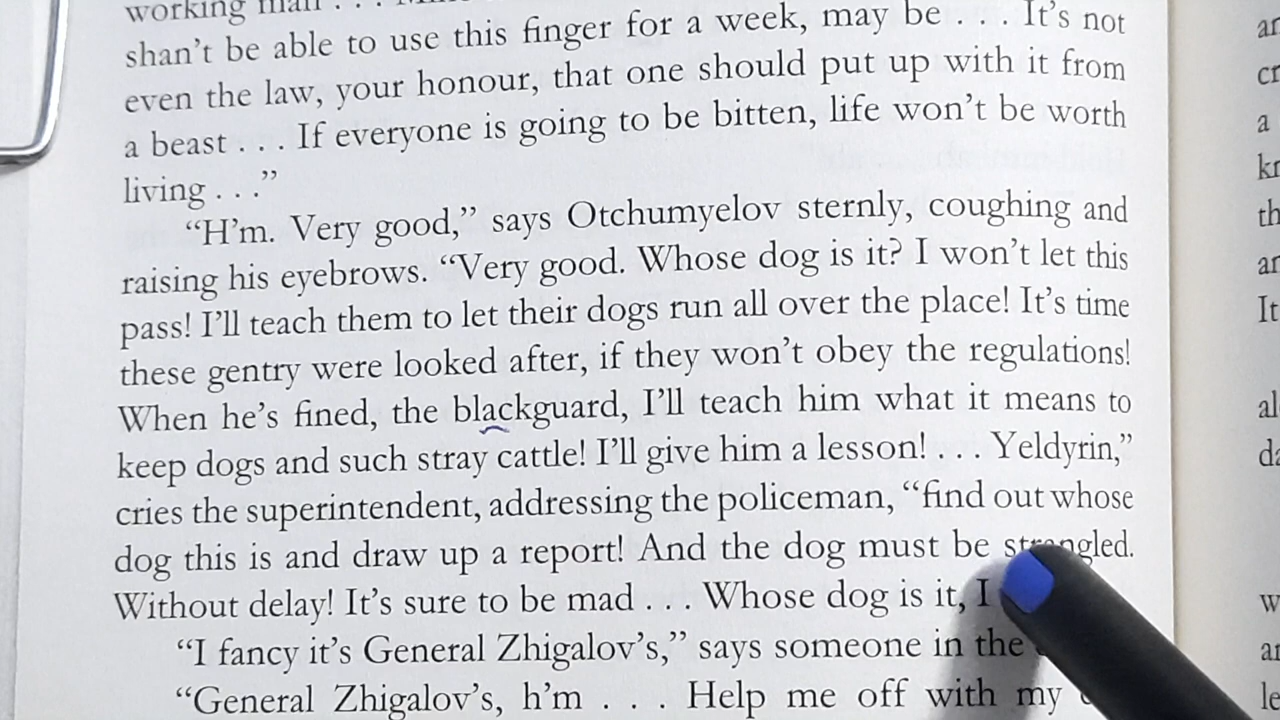 working man . . .
shan't be able to use this finger for a week, may be . . . It's not
even the law, your honour, that one should put up with it from
a beast . . . If everyone is going to be bitten, life won't be worth
living . . ."
"H'm. Very good," says Otchumyelov sternly, coughing and
raising his eyebrows. "Very good. Whose dog is it? I won't let this
pass! I'll teach them to let their dogs run all over the place! It's time
these gentry were looked after, if they won't obey the regulations!
When he's fined, the blackguard, I'll teach him what it means to
keep dogs and such stray cattle! I'll give him a lesson! . . . Yeldyrin,"
cries the superintendent, addressing the policeman, "find out whose
dog this is and draw up a report! And the dog must be strangled.
Without delay! It's sure to be mad . . . Whose dog is it, I
"I fancy it's General Zhigalov's," says someone in the
"General Zhigalov's, h'm . . . Help me off with my